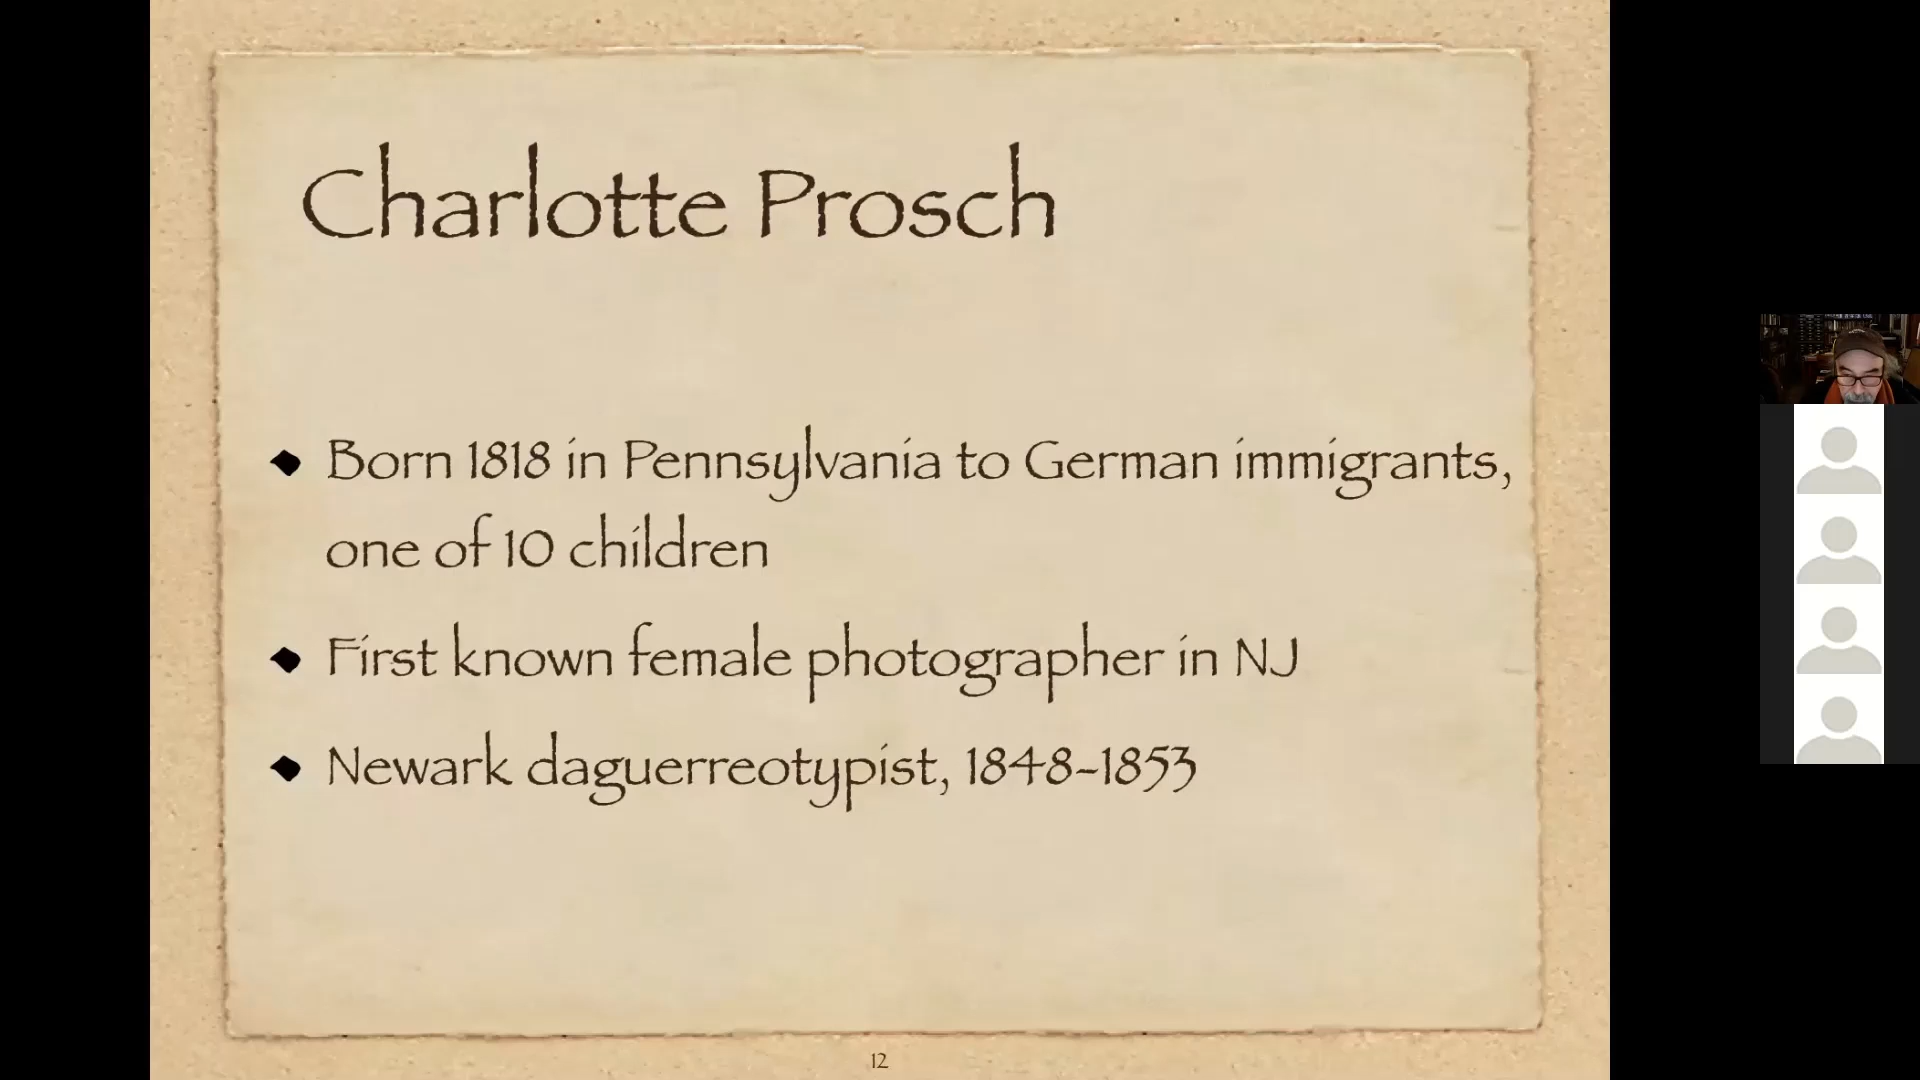 Charlotte Prosch
Born 1818 in Pennsylvania to German immigrants,
one of 10 children
First known female photographer in NJ
Newark daguerreotypist, 1848-1853
12